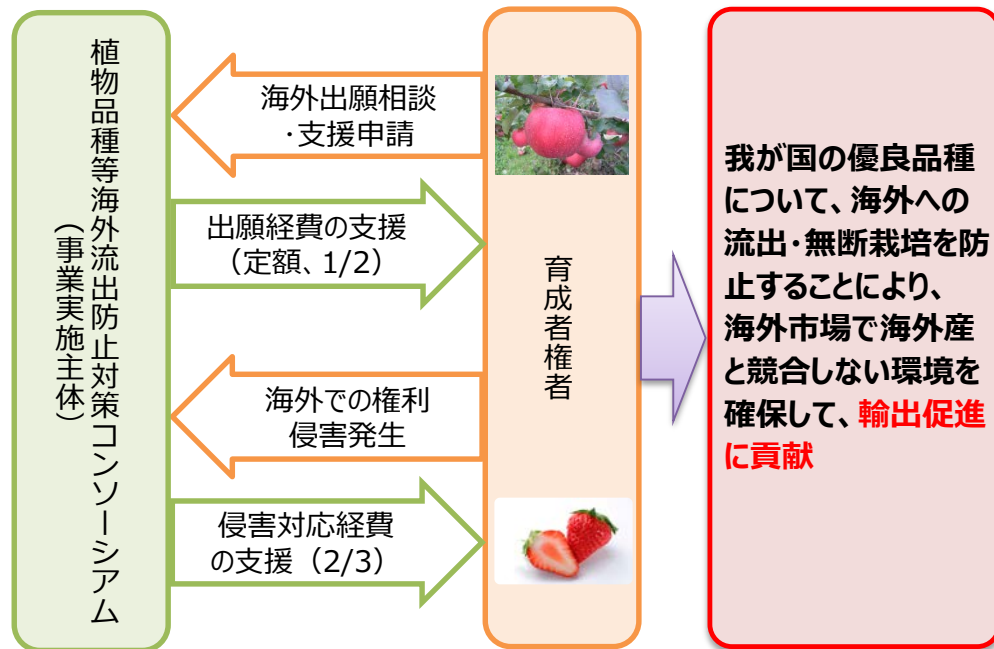 植物品種等海外流出防止対策コンソーシアム
（事業実施主体）
海外出願相談
・支援申請
出願経費の支援
（定額、1/2）
海外での権利
侵害発生
侵害対応経費
の支援（2/3）
育成者権者
我が国の優良品種
について、海外への
流出・無断栽培を防
止することにより、
海外市場で海外産
と競合しない環境を
確保して、輸出促進
に貢献